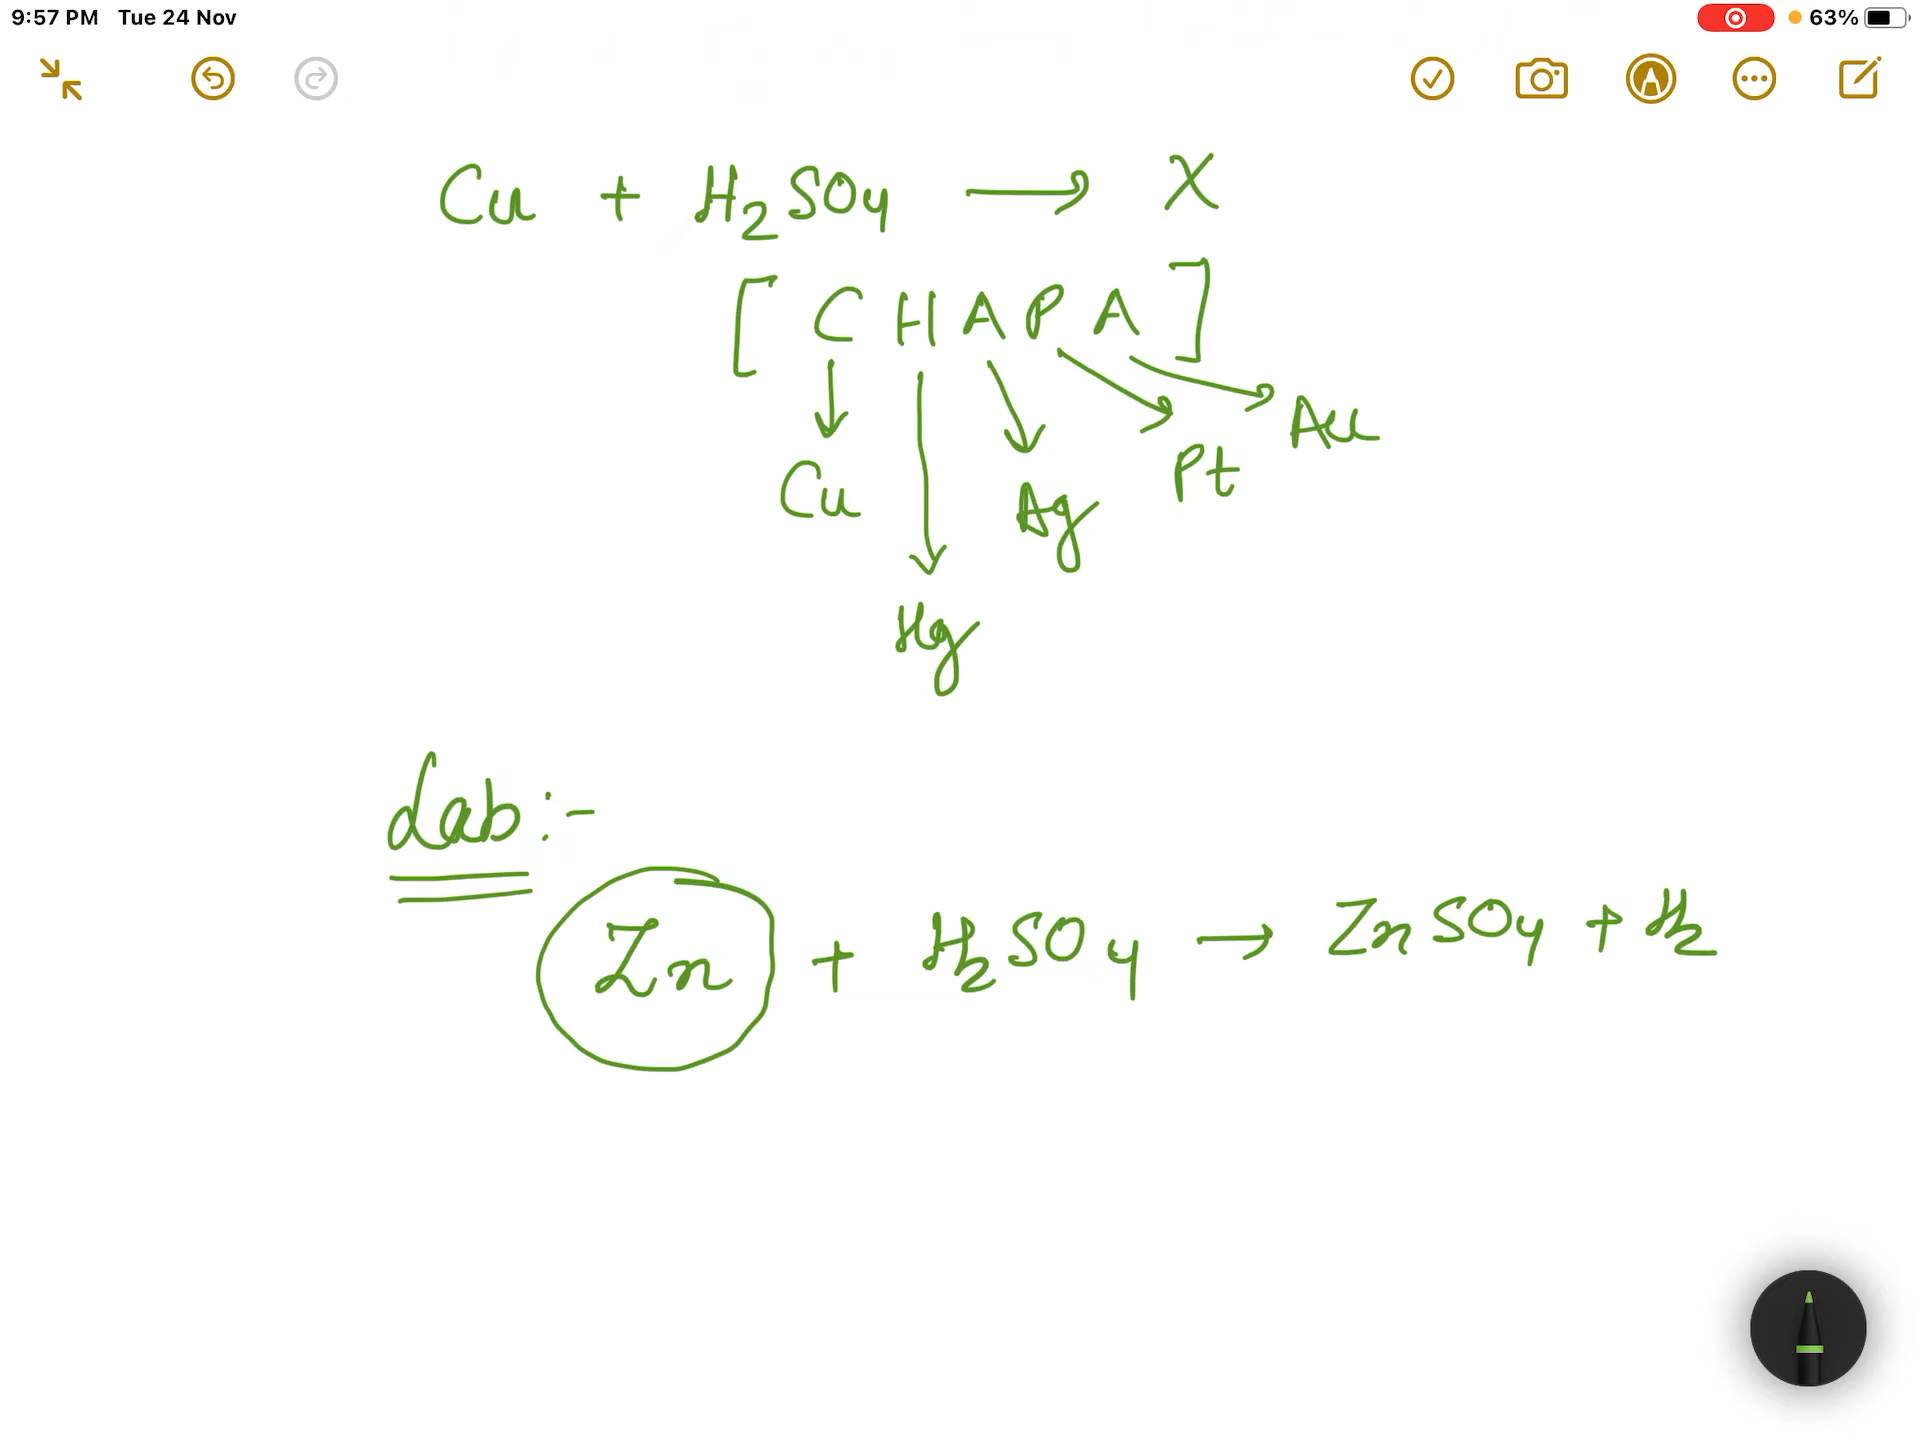 9:57 PM Tue 24 Nov 63%
Cu + H₂SO₄ → X
[ C H A P A ]
Au
Pt
Cu
Ag
Hg
Lab:-
Zn + H₂SO₄ → ZnSO₄ + H₂